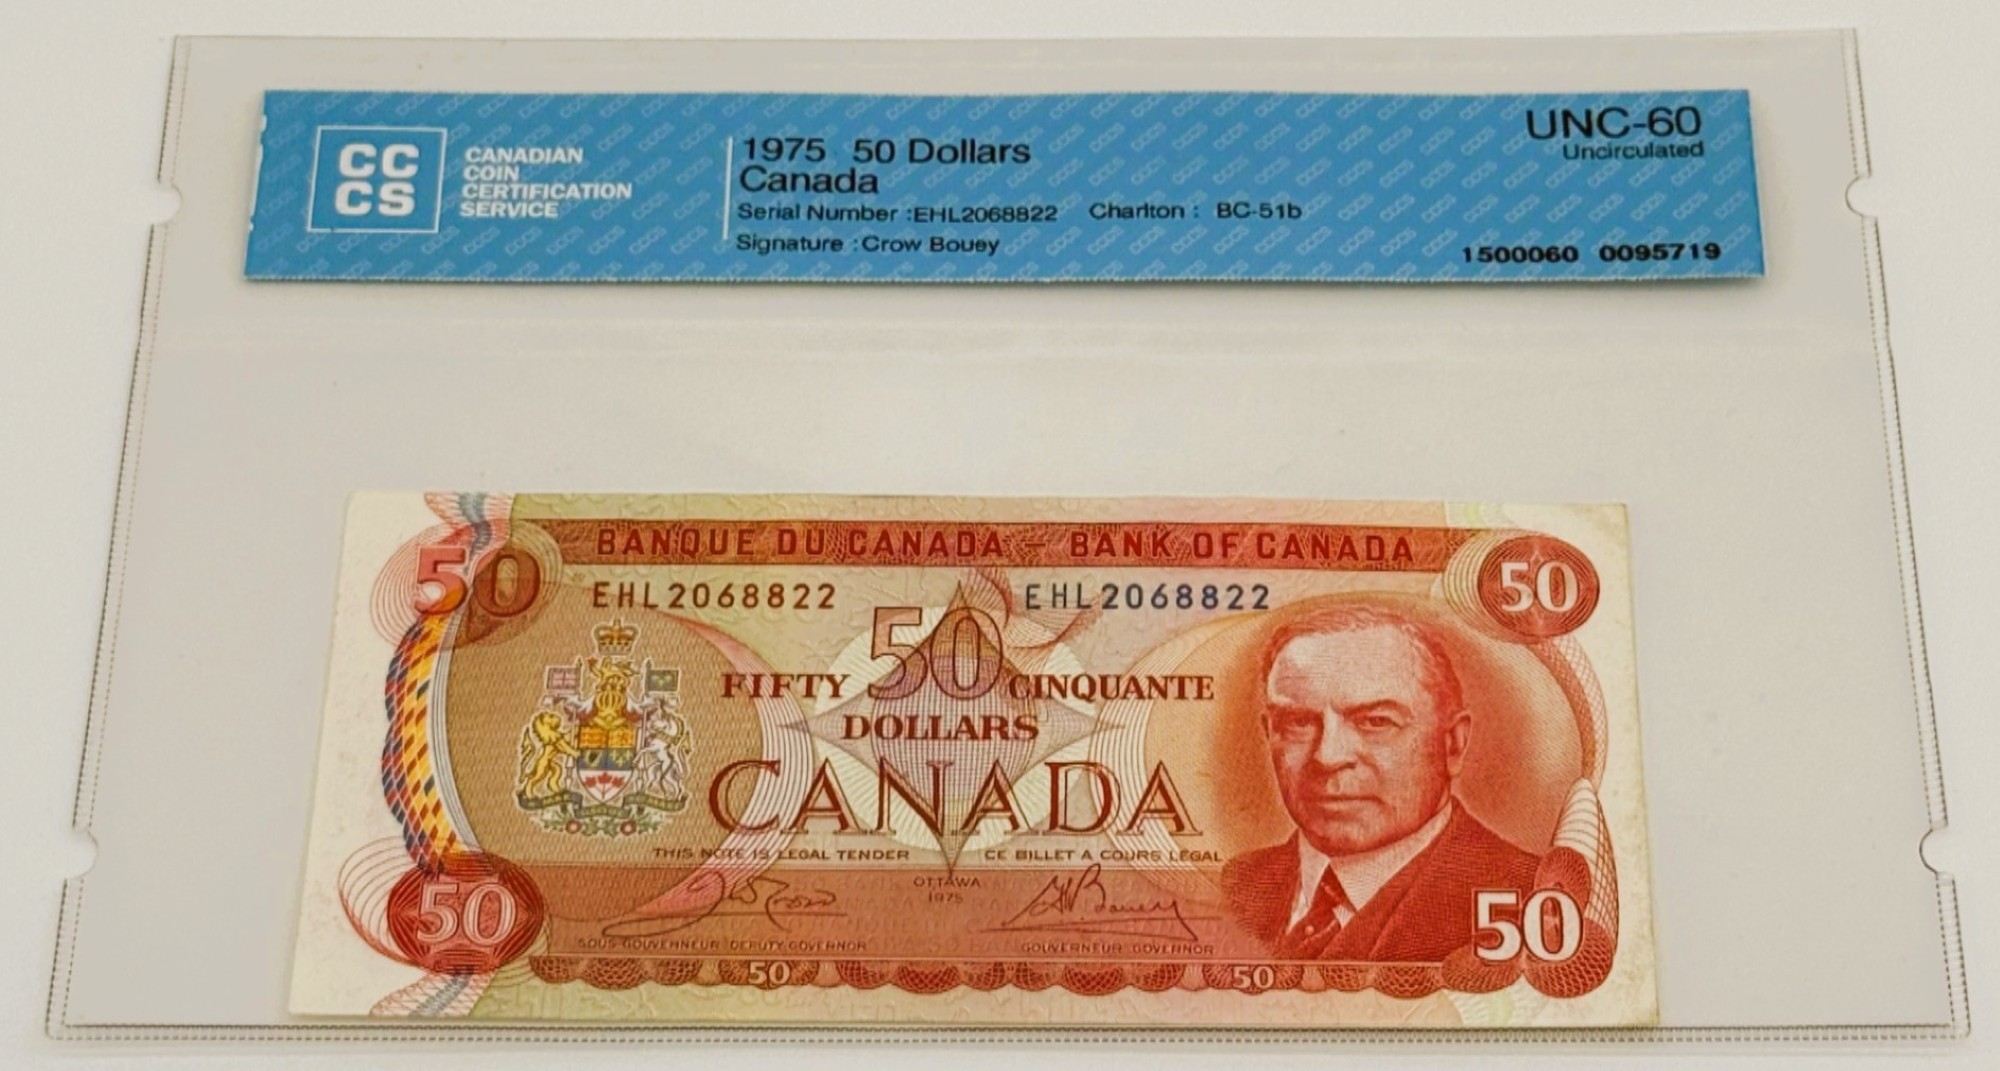 CC
CS
CANADIAN
COIN
CERTIFICATION
SERVICE
1975 50 Dollars
Canada
Serial Number :EHL2068822 Charlton : BC-51b
Signature :Crow Bouey
UNC-60
Uncirculated
1500060 0095719
50 BANQUE DU CANADA - BANK OF CANADA 50
EHL2068822 EHL2068822
50
FIFTY CINQUANTE
DOLLARS
CANADA
THIS NOTE IS LEGAL TENDER CE BILLET A COURS LÉGAL
OTTAWA
1975
50 50
SOUS-GOUVERNEUR DEPUTY-GOVERNOR GOUVERNEUR-GOVERNOR
50 50